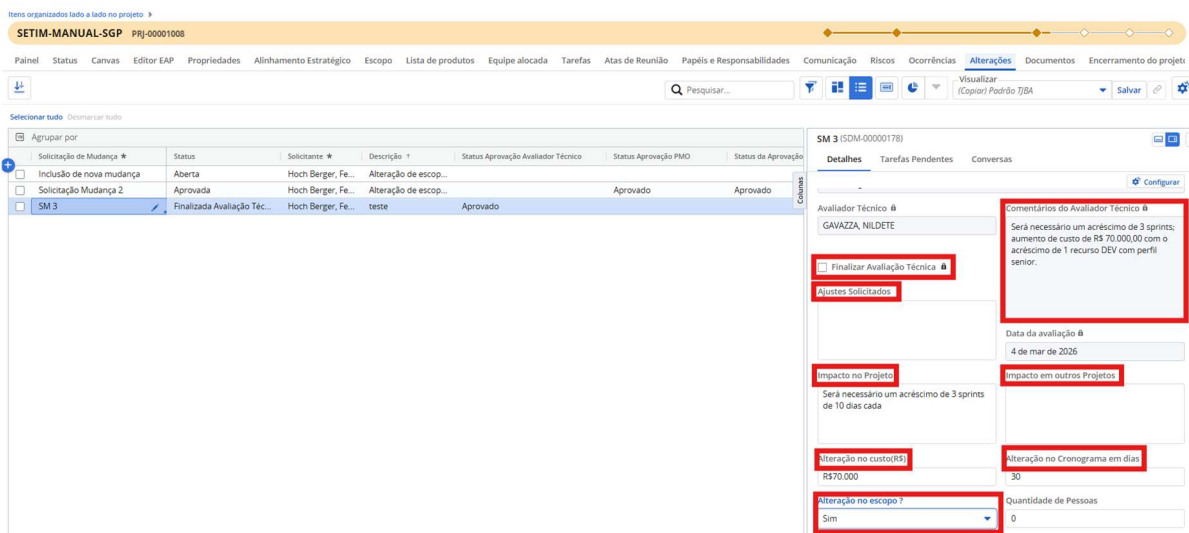 Itens organizados lado a lado no projeto
SETIM-MANUAL-SGP PRJ-00001008
Painel Status Canvas Editor EAP Propriedades Alinhamento Estratégico Escopo Lista de produtos Equipe alocada Tarefas Atas de Reunião Papéis e Responsabilidades Comunicação Riscos Ocorrências Alterações Documentos Encerramento do projeto
Pesquisar...
Visualizar
(Copiar) Padrão TJBA
Salvar
Selecionar tudo Desmarcar tudo
Agrupar por
Solicitação de Mudança Status Solicitante Descrição Status Aprovação Avaliador Técnico Status Aprovação PMO Status da Aprovação
Inclusão de nova mudança Aberta Hoch Berger, Fe... Alteração de escop...
Solicitação Mudança 2 Aprovada Hoch Berger, Fe... Alteração de escop... Aprovado Aprovado
SM 3 Finalizada Avaliação Téc... Hoch Berger, Fe... teste Aprovado
Colunas
SM 3 (SDM-00000178)
Detalhes Tarefas Pendentes Conversas
Configurar
Avaliador Técnico
GAVAZZA, NILDETE
Comentários do Avaliador Técnico
Será necessário um acréscimo de 3 sprints;
aumento de custo de R$ 70.000,00 com o
acréscimo de 1 recurso DEV com perfil
senior.
Finalizar Avaliação Técnica
Ajustes Solicitados
Data da avaliação
4 de mar de 2026
Impacto no Projeto
Será necessário um acréscimo de 3 sprints
de 10 dias cada
Impacto em outros Projetos
Alteração no custo(R$)
R$70.000
Alteração no Cronograma em dias
30
Alteração no escopo ?
Sim
Quantidade de Pessoas
0